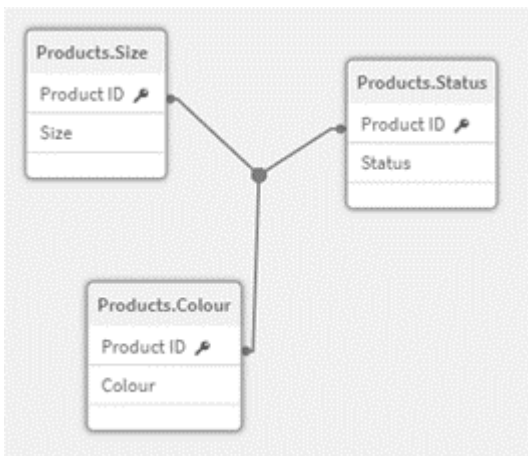 Products.Size
Product ID
Size
Products.Status
Product ID
Status
Products.Colour
Product ID
Colour